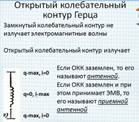 Открытый колебательный
контур Герца
Замкнутый колебательный контур не
излучает электромагнитные волны
Открытый колебательный контур излучает
q-max, i=0
q=0, i-max
q-max, i=0
Если ОКК заземлен, то его
называют антенной.
Если ОКК заземлен и при
этом принимает ЭМВ, то
его называют приемной
антенной